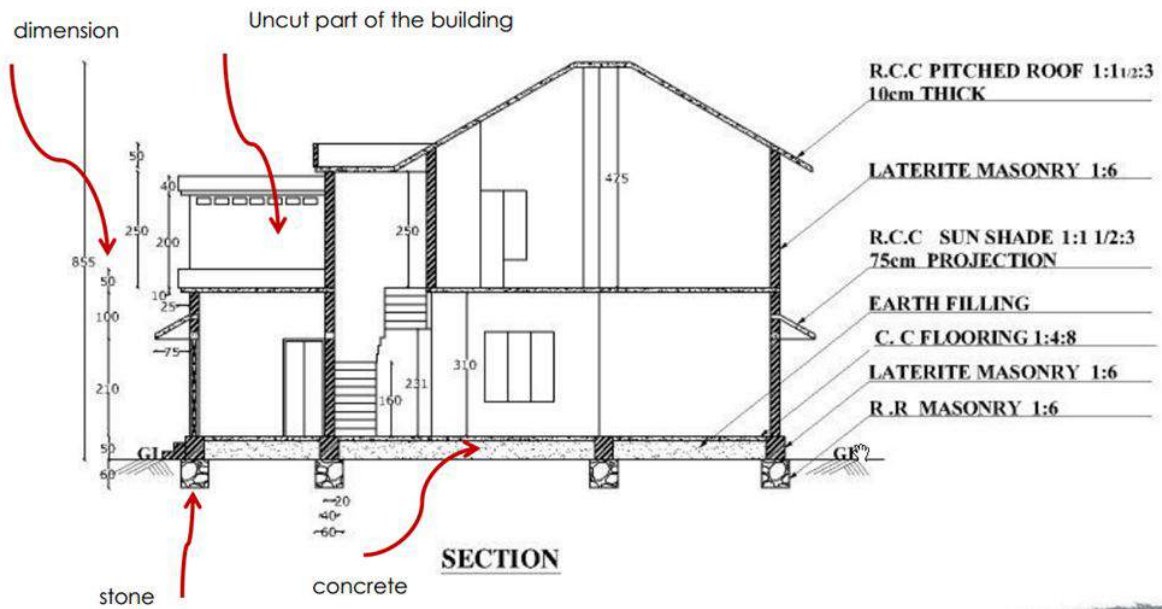 dimension
Uncut part of the building
R.C.C PITCHED ROOF 1:11/2:3
10cm THICK
LATERITE MASONRY 1:6
R.C.C SUN SHADE 1:1 1/2:3
75cm PROJECTION
EARTH FILLING
C. C FLOORING 1:4:8
LATERITE MASONRY 1:6
R .R MASONRY 1:6
50
40
250
200
855
50
10
25
100
75
210
50
60
250
475
310
231
160
GL
20
40
60
SECTION
stone
concrete